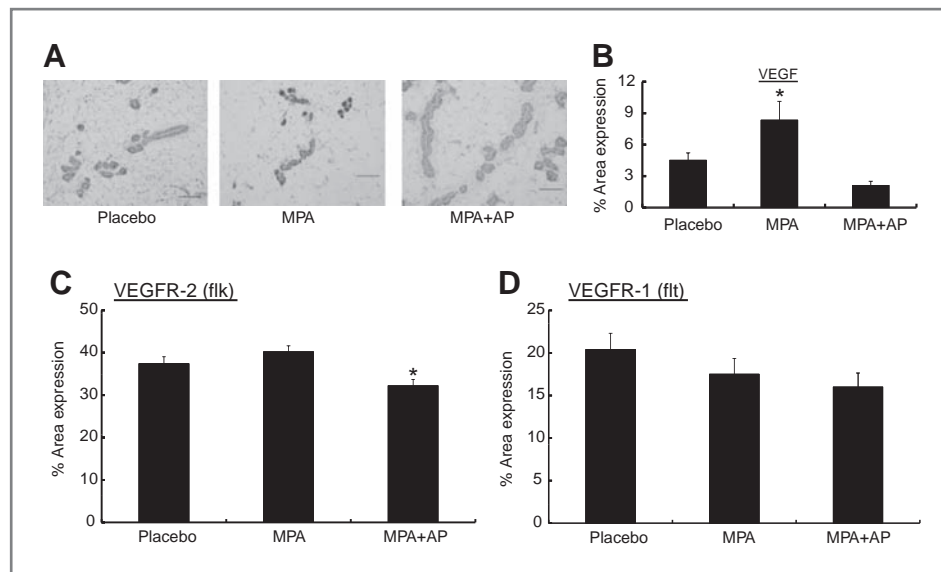 A
Placebo
MPA
MPA+AP
B
VEGF
% Area expression
12
9
6
3
0
*
Placebo
MPA
MPA+AP
C
VEGFR-2 (flk)
% Area expression
50
40
30
20
10
0
*
Placebo
MPA
MPA+AP
D
VEGFR-1 (flt)
% Area expression
25
20
15
10
5
0
Placebo
MPA
MPA+AP